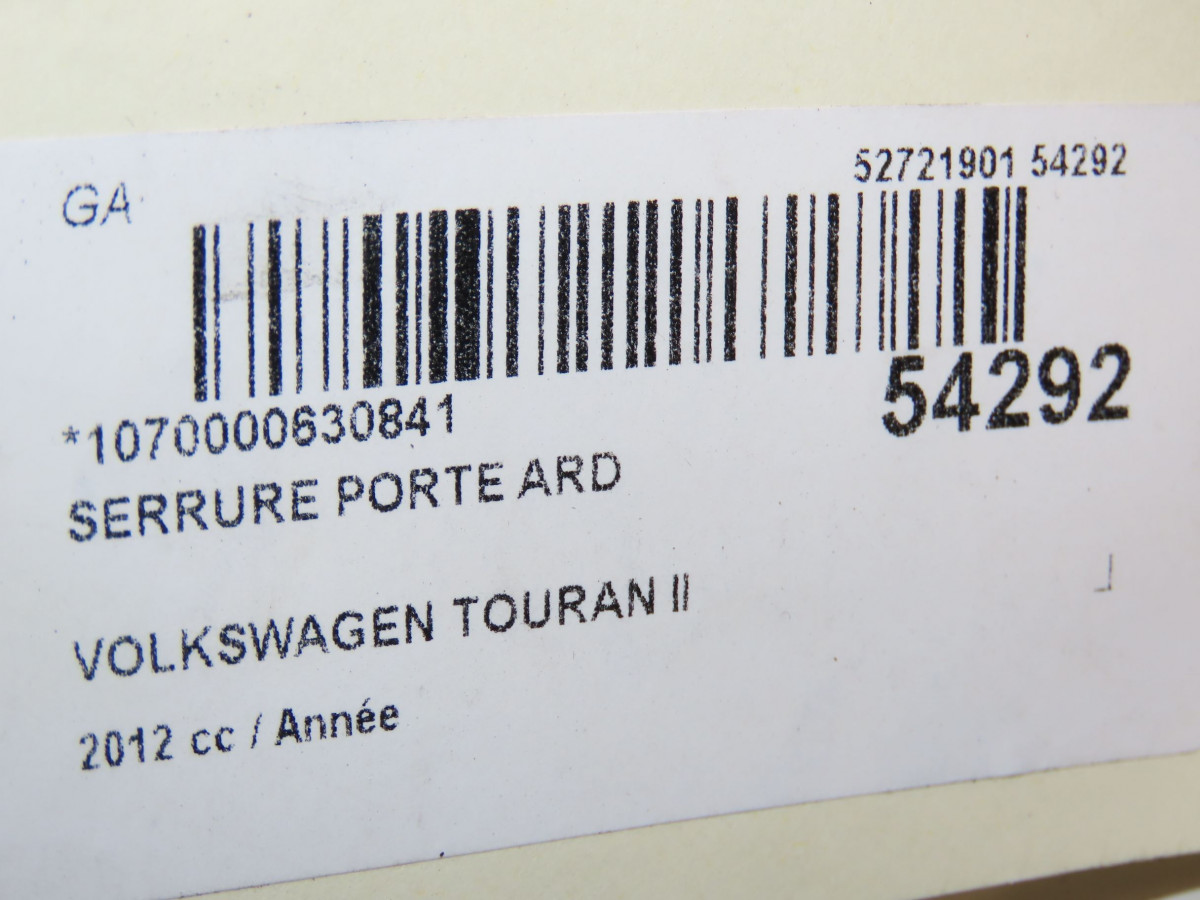 GA
52721901 54292
54292
*1070000630841
SERRURE PORTE ARD
VOLKSWAGEN TOURAN II
2012 cc / Année